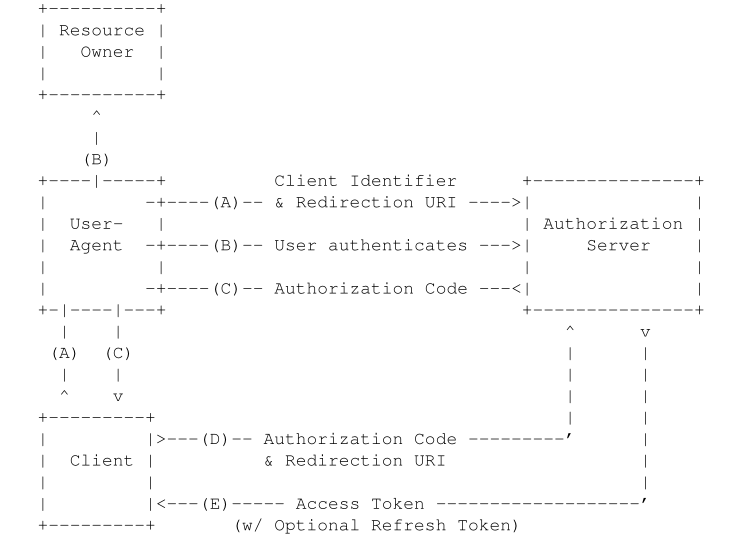 Resource
Owner
(B)
Client Identifier
(A) & Redirection URI
User-
Agent
(B) User authenticates
Authorization
Server
(C) Authorization Code
(A) (C)
(D) Authorization Code
Client & Redirection URI
(E) Access Token
(w/ Optional Refresh Token)